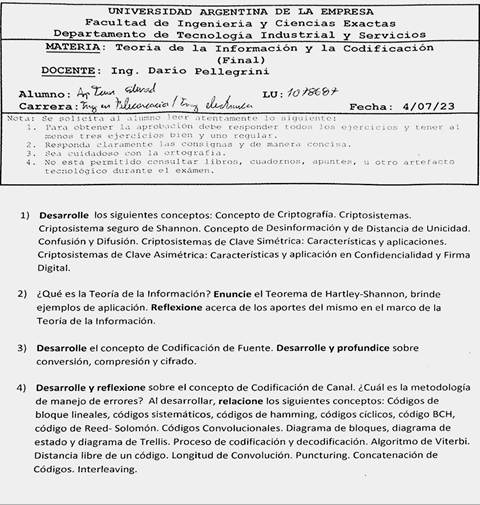 UNIVERSIDAD ARGENTINA DE LA EMPRESA
Facultad de Ingenieria y Ciencias Exactas
Departamento de Tecnología Industrial y Servicios
MATERIA: Teoria de la Información y la Codificación
(Final)
DOCENTE: Ing. Dario Pellegrini
Alumno: LU: 1078687
Carrera: Ing en / Ing electronica Fecha: 4/07/23
Nota: Se solicita al alumno leer atentamente lo siguiente:
1. Para obtener la aprobación debe responder todos los ejercicios y tener al
menos tres ejercicios bien y uno regular.
2. Responda claramente las consignas y de manera concisa.
3. Sea cuidadoso con la ortografía.
4. No está permitido consultar libros, cuadernos, apuntes, u otro artefacto
tecnológico durante el exámen.
1) Desarrolle los siguientes conceptos: Concepto de Criptografía. Criptosistemas.
Criptosistema seguro de Shannon. Concepto de Desinformación y de Distancia de Unicidad.
Confusión y Difusión. Criptosistemas de Clave Simétrica: Características y aplicaciones.
Criptosistemas de Clave Asimétrica: Características y aplicación en Confidencialidad y Firma
Digital.
2) ¿Qué es la Teoría de la Información? Enuncie el Teorema de Hartley-Shannon, brinde
ejemplos de aplicación. Reflexione acerca de los aportes del mismo en el marco de la
Teoría de la Información.
3) Desarrolle el concepto de Codificación de Fuente. Desarrolle y profundice sobre
conversión, compresión y cifrado.
4) Desarrolle y reflexione sobre el concepto de Codificación de Canal. ¿Cuál es la metodología
de manejo de errores? Al desarrollar, relacione los siguientes conceptos: Códigos de
bloque lineales, códigos sistemáticos, códigos de hamming, códigos cíclicos, código BCH,
código de Reed- Solomón. Códigos Convolucionales. Diagrama de bloques, diagrama de
estado y diagrama de Trellis. Proceso de codificación y decodificación. Algoritmo de Viterbi.
Distancia libre de un código. Longitud de Convolución. Puncturing. Concatenación de
Códigos. Interleaving.